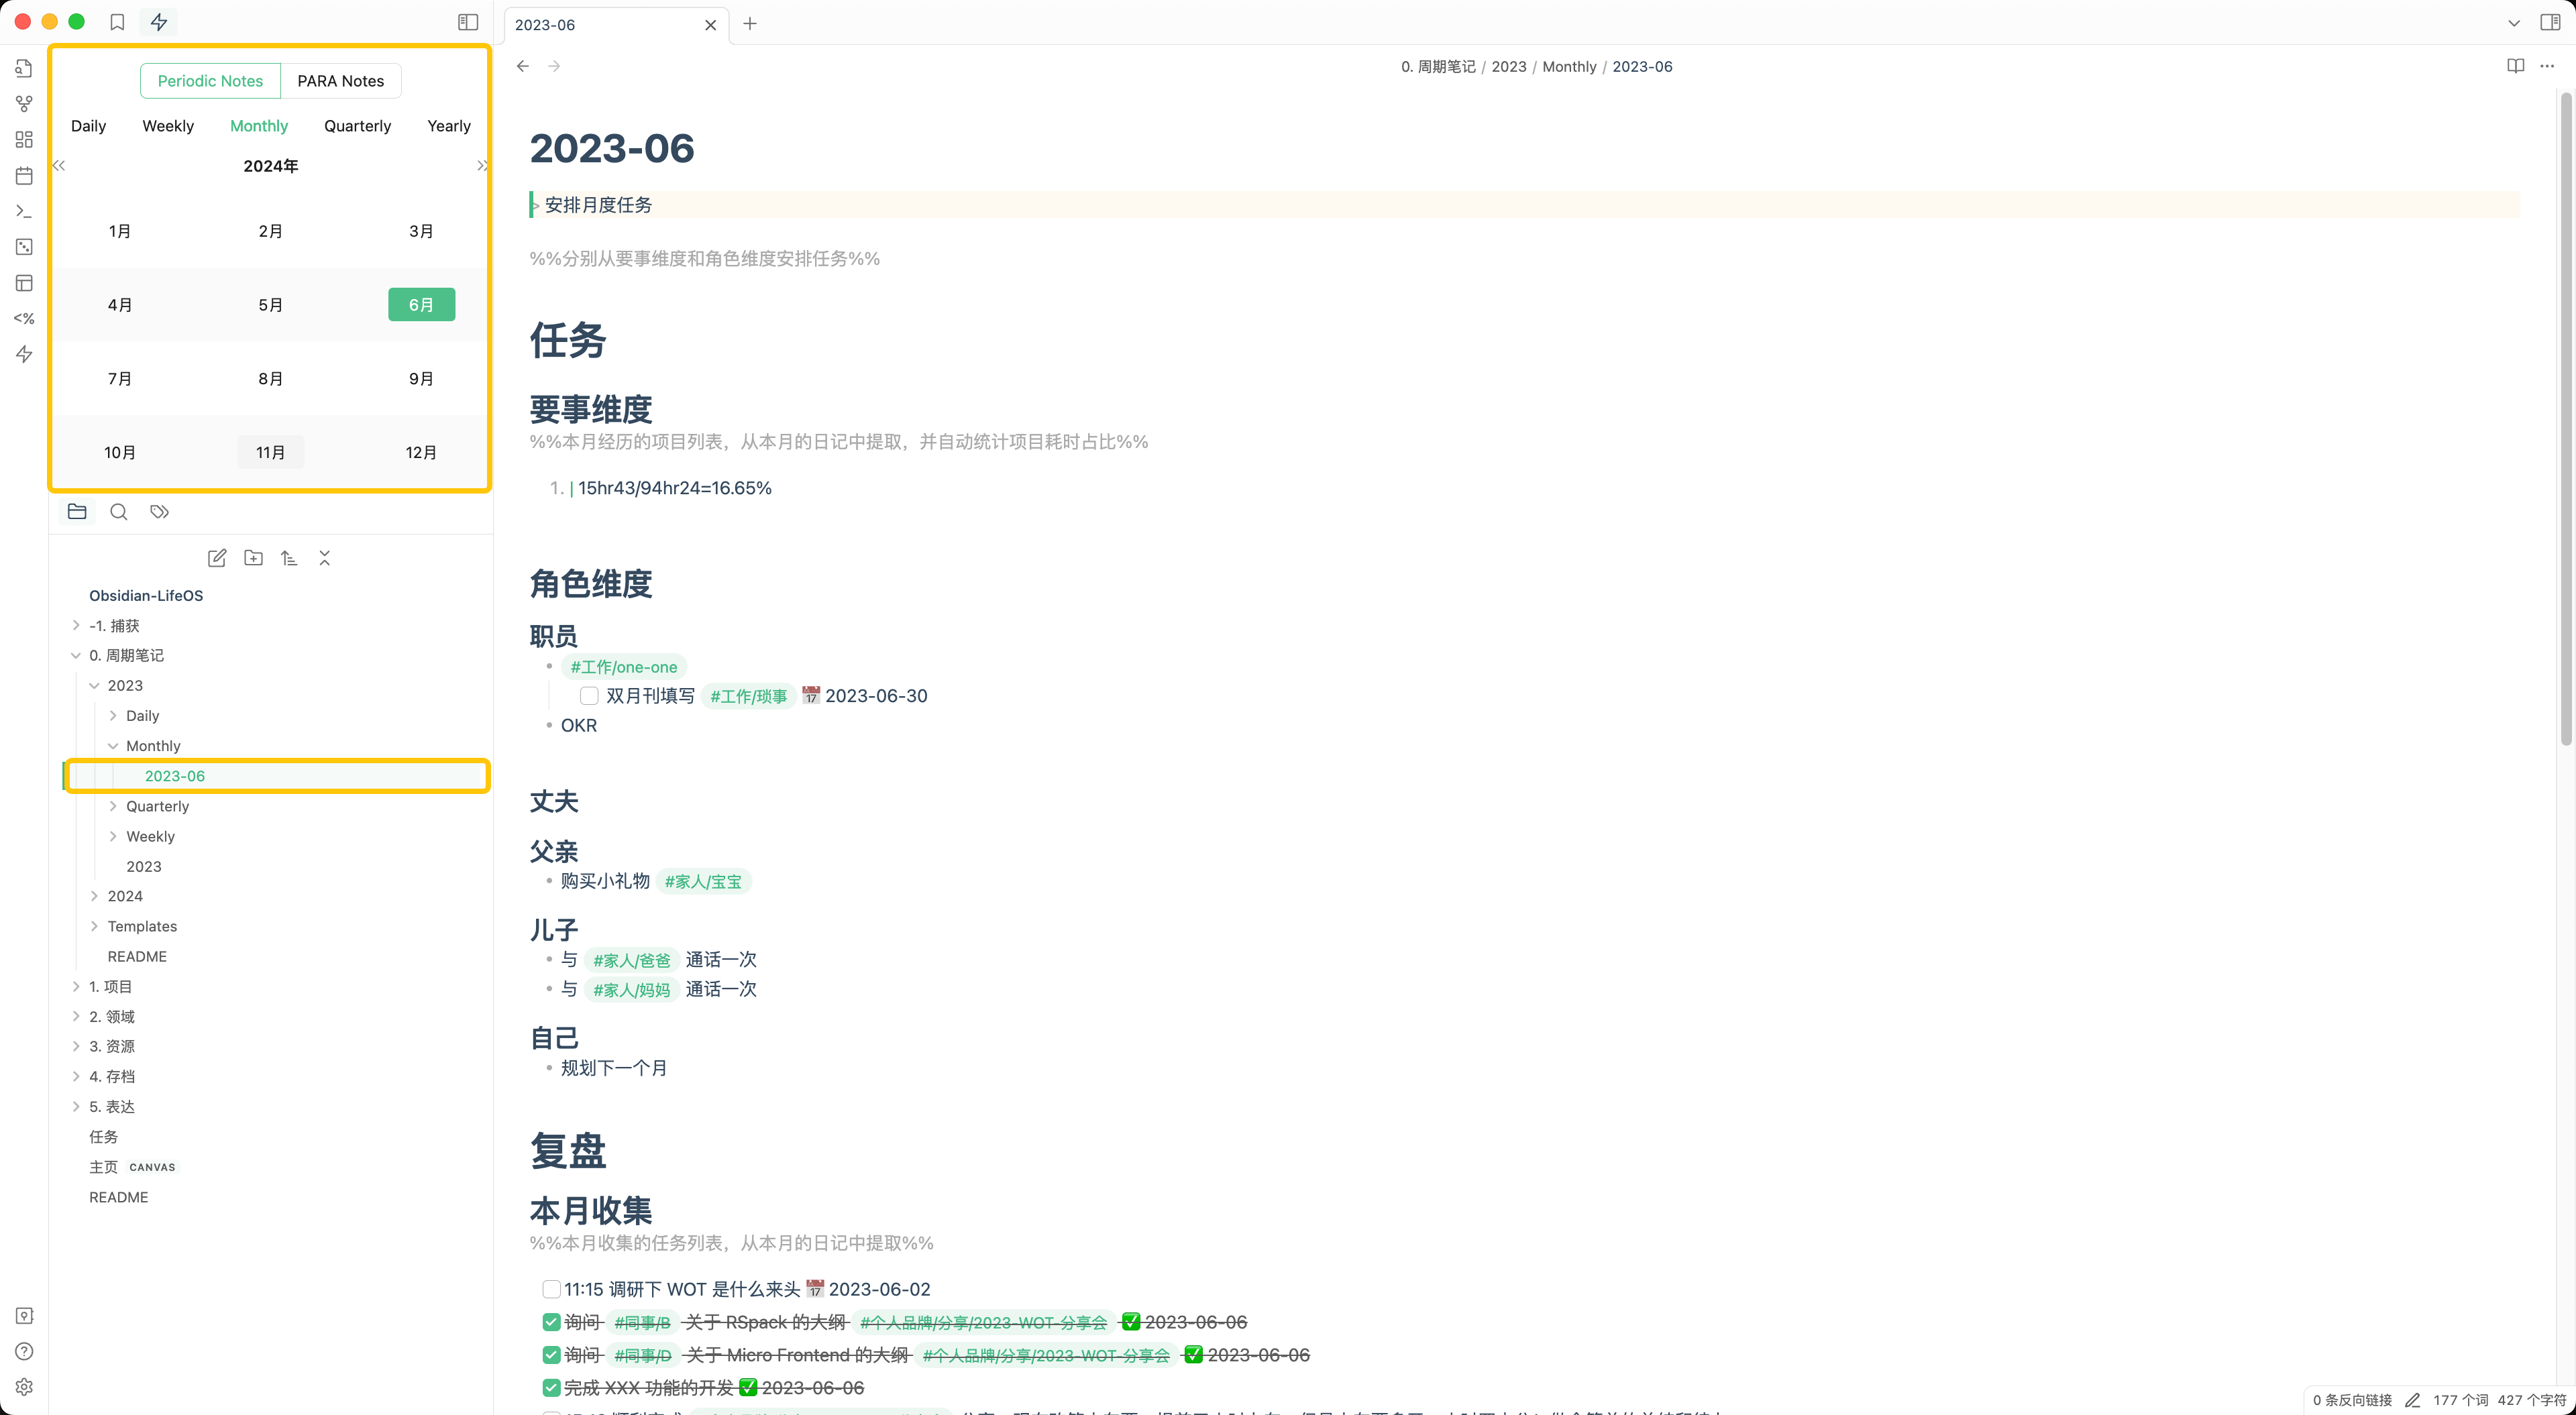 2023-06
Periodic Notes PARA Notes
Daily Weekly Monthly Quarterly Yearly
2024年
1月 2月 3月
4月 5月 6月
7月 8月 9月
10月 11月 12月
<%
Obsidian-LifeOS
-1. 捕获
0. 周期笔记
2023
Daily
Monthly
2023-06
Quarterly
Weekly
2023
2024
Templates
README
1. 项目
2. 领域
3. 资源
4. 存档
5. 表达
任务
主页 CANVAS
README
0. 周期笔记 / 2023 / Monthly / 2023-06
2023-06
> 安排月度任务
%%分别从要事维度和角色维度安排任务%%
任务
要事维度
%%本月经历的项目列表，从本月的日记中提取，并自动统计项目耗时占比%%
1. | 15hr43/94hr24=16.65%
角色维度
职员
#工作/one-one
双月刊填写 #工作/琐事 📅 2023-06-30
OKR
丈夫
父亲
购买小礼物 #家人/宝宝
儿子
与 #家人/爸爸 通话一次
与 #家人/妈妈 通话一次
自己
规划下一个月
复盘
本月收集
%%本月收集的任务列表，从本月的日记中提取%%
11:15 调研下 WOT 是什么来头 📅 2023-06-02
询问 #同事/B 关于 RSpack 的大纲 #个人品牌/分享/2023-WOT-分享会 ✅ 2023-06-06
询问 #同事/D 关于 Micro Frontend 的大纲 #个人品牌/分享/2023-WOT-分享会 ✅ 2023-06-06
完成 XXX 功能的开发 ✅ 2023-06-06
0 条反向链接 177 个词 427 个字符